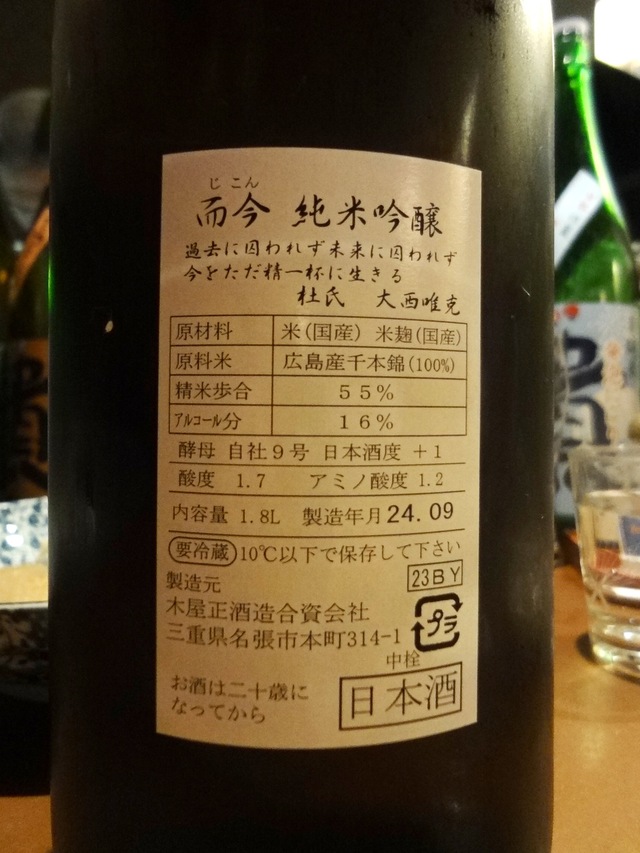 じこん
而今 純米吟醸
過去に囚われず未来に囚われず
今をただ精一杯に生きる
杜氏 大西唯克
原材料 米(国産) 米麹(国産)
原料米 広島産千本錦(100%)
精米歩合 55%
アルコール分 16%
酵母 自社9号 日本酒度 +1
酸度 1.7 アミノ酸度 1.2
内容量 1.8L 製造年月 24.09
要冷蔵 10℃以下で保存して下さい
23BY
製造元
木屋正酒造合資会社
三重県名張市本町314-1
プラ
中栓
お酒は二十歳に
なってから
日本酒